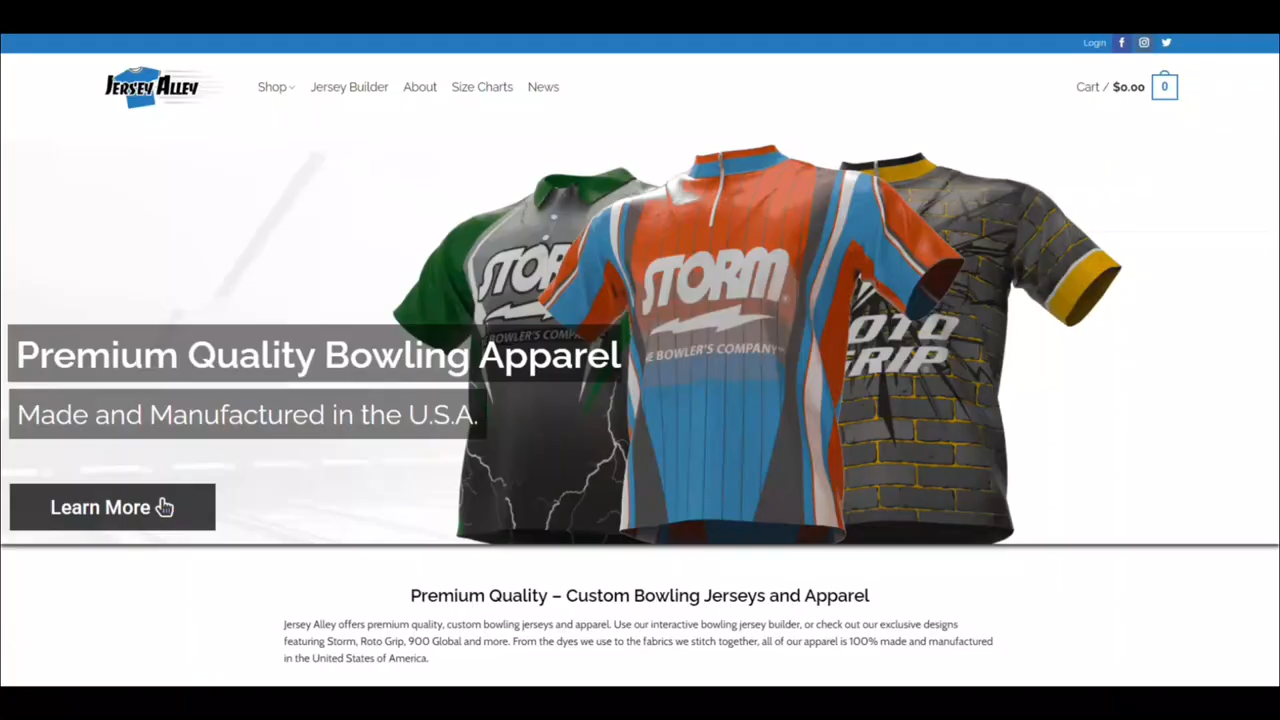 Login
JERSEY ALLEY
Shop Jersey Builder About Size Charts News
Cart / $0.00 0
STORM
BOWLER'S COMP
STORM
E BOWLER'S COMPANY
OTO
GRIP
Premium Quality Bowling Apparel
Made and Manufactured in the U.S.A.
Learn More
Premium Quality – Custom Bowling Jerseys and Apparel
Jersey Alley offers premium quality, custom bowling jerseys and apparel. Use our interactive bowling jersey builder, or check out our exclusive designs
featuring Storm, Roto Grip, 900 Global and more. From the dyes we use to the fabrics we stitch together, all of our apparel is 100% made and manufactured
in the United States of America.